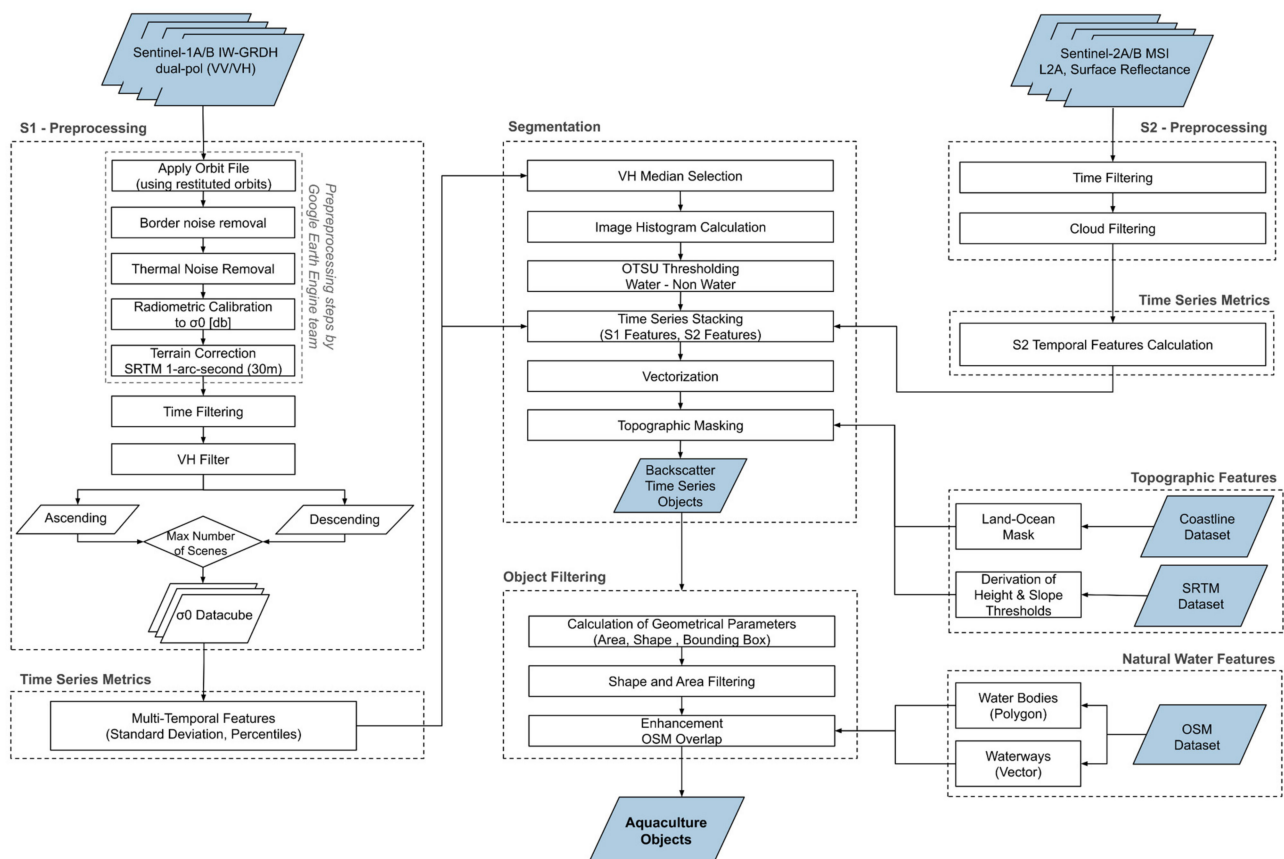 Sentinel-1A/B IW-GRDH
dual-pol (VV/VH)
S1 - Preprocessing
Apply Orbit File
(using restituted orbits)
Border noise removal
Thermal Noise Removal
Radiometric Calibration
to σ0 [db]
Terrain Correction
SRTM 1-arc-second (30m)
Prepreprocessing steps by
Google Earth Engine team
Time Filtering
VH Filter
Ascending
Descending
Max Number
of Scenes
σ0 Datacube
Time Series Metrics
Multi-Temporal Features
(Standard Deviation, Percentiles)
Segmentation
VH Median Selection
Image Histogram Calculation
OTSU Thresholding
Water - Non Water
Time Series Stacking
(S1 Features, S2 Features)
Vectorization
Topographic Masking
Backscatter
Time Series
Objects
Object Filtering
Calculation of Geometrical Parameters
(Area, Shape , Bounding Box)
Shape and Area Filtering
Enhancement
OSM Overlap
Aquaculture
Objects
Sentinel-2A/B MSI
L2A, Surface Reflectance
S2 - Preprocessing
Time Filtering
Cloud Filtering
Time Series Metrics
S2 Temporal Features Calculation
Topographic Features
Land-Ocean
Mask
Coastline
Dataset
Derivation of
Height & Slope
Thresholds
SRTM
Dataset
Natural Water Features
Water Bodies
(Polygon)
Waterways
(Vector)
OSM
Dataset